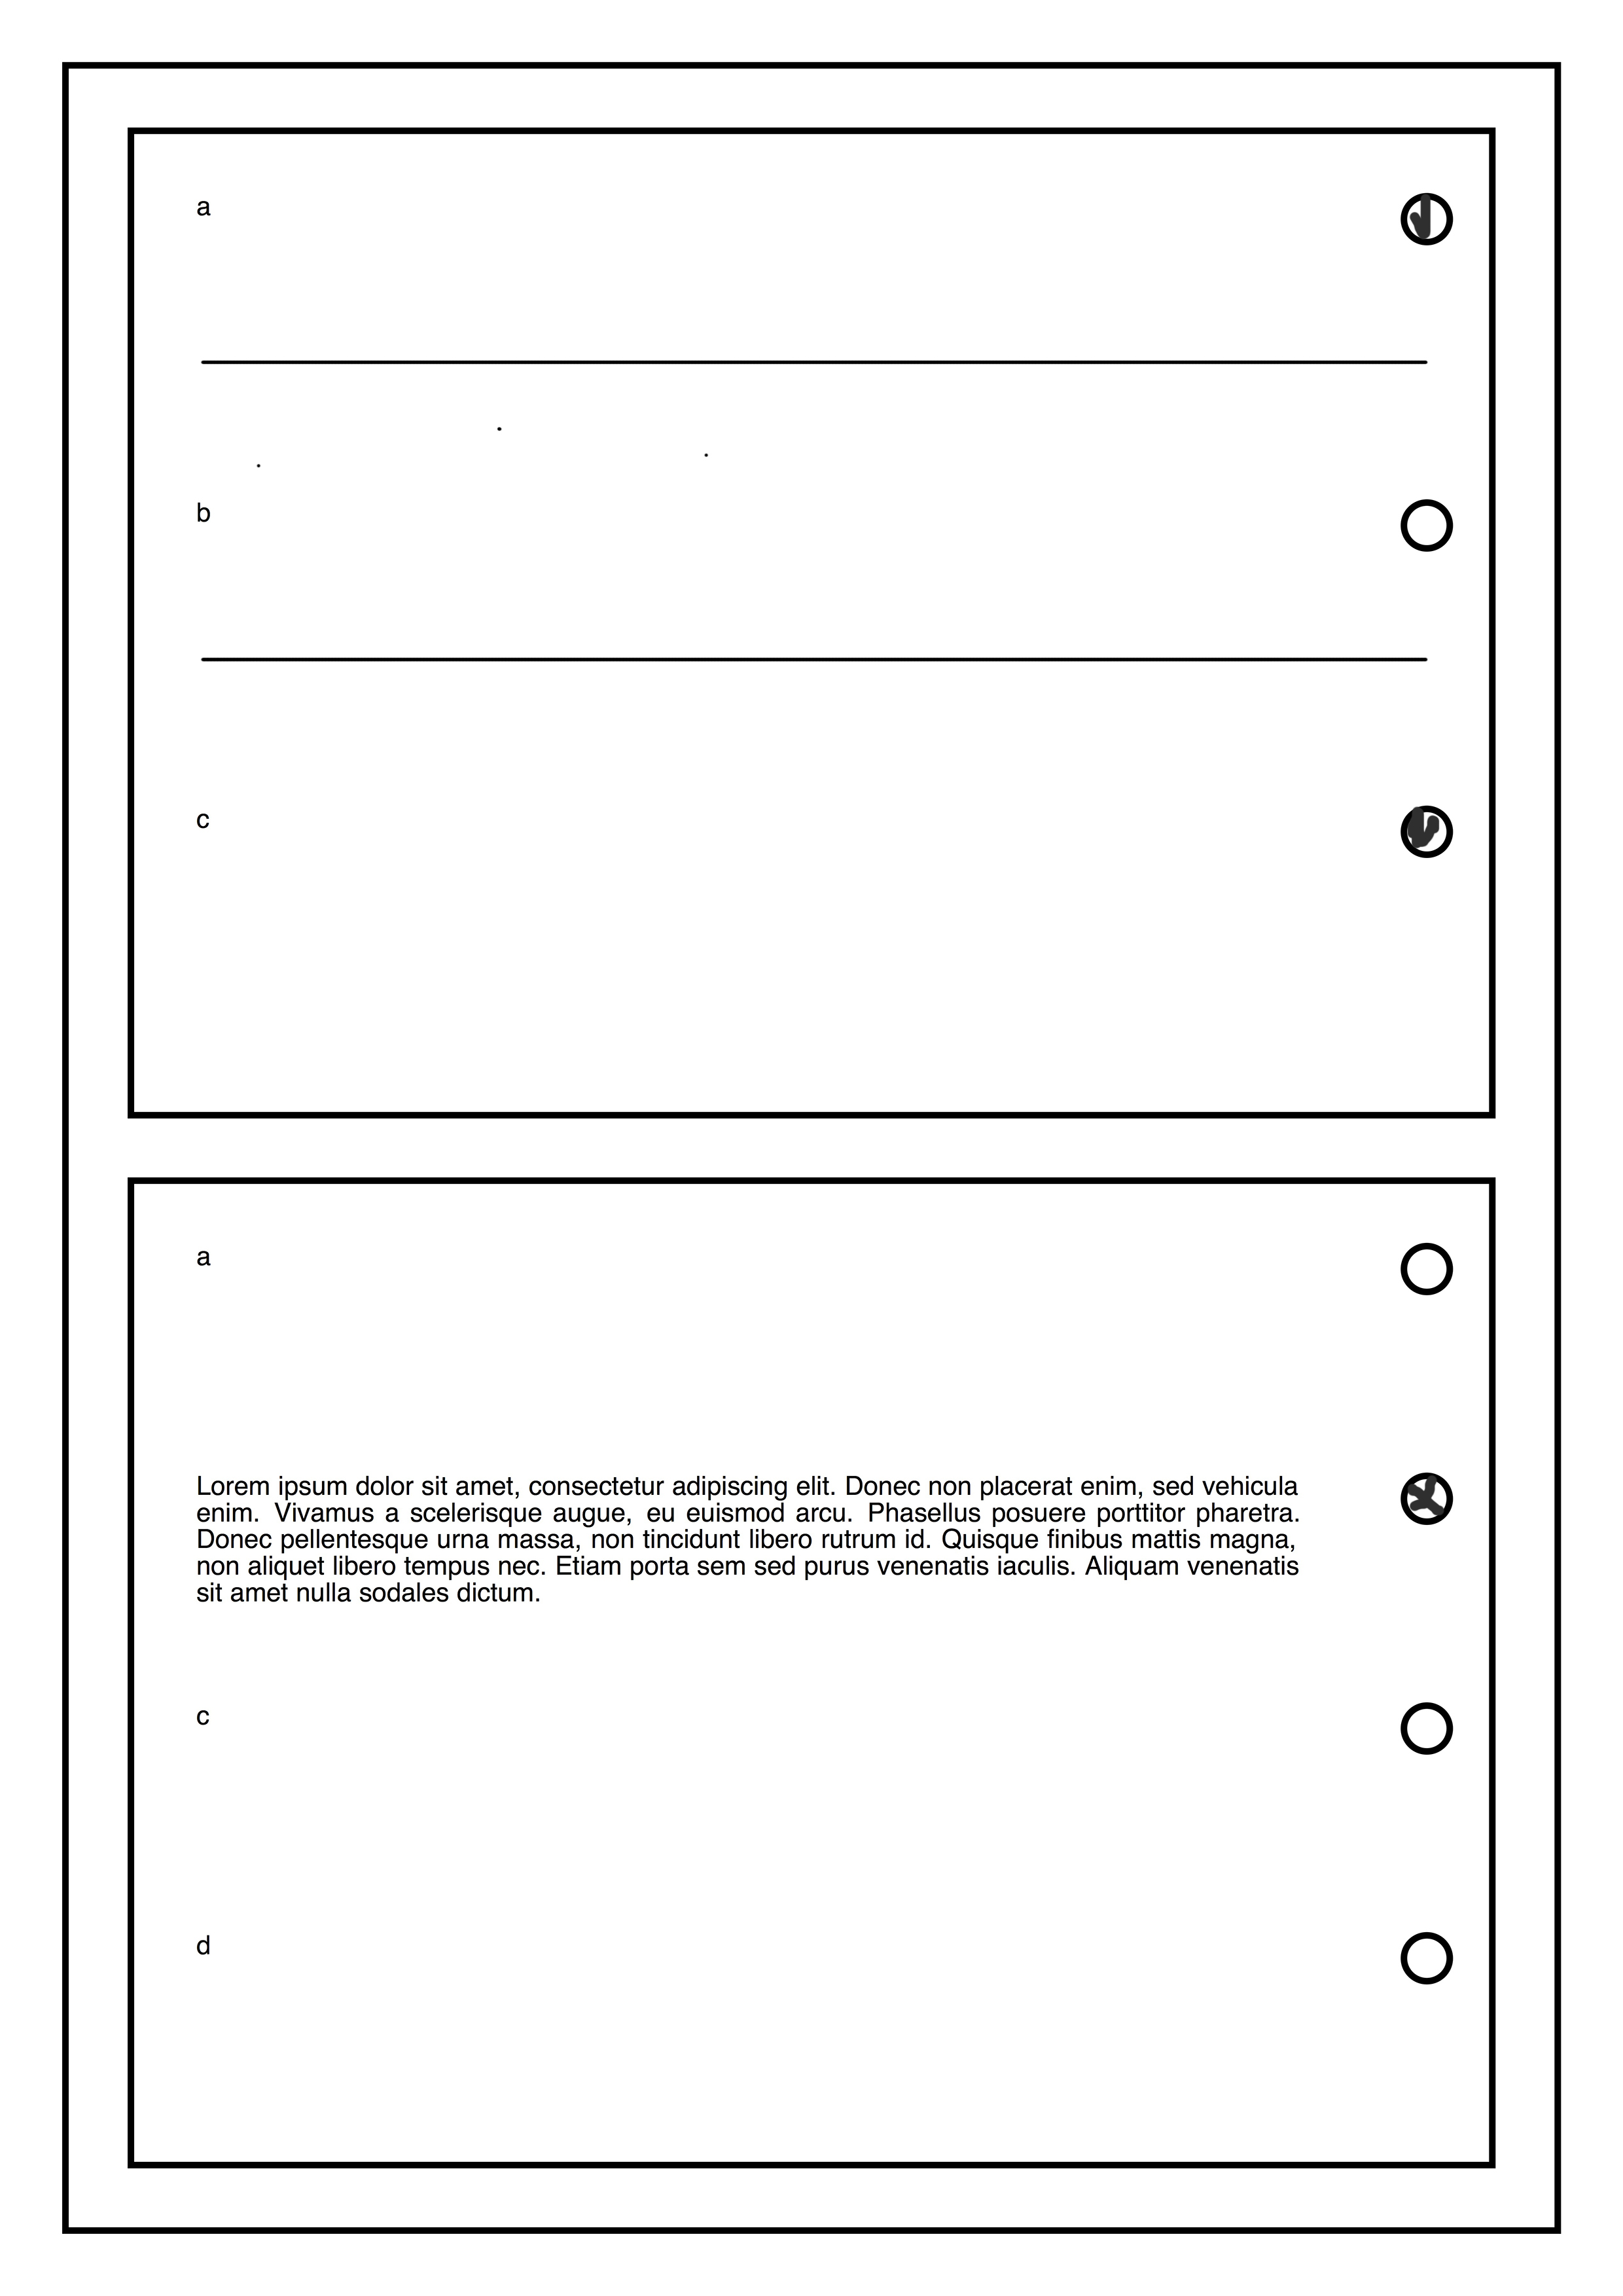 a
b
c
a
Lorem ipsum dolor sit amet, consectetur adipiscing elit. Donec non placerat enim, sed vehicula
enim. Vivamus a scelerisque augue, eu euismod arcu. Phasellus posuere porttitor pharetra.
Donec pellentesque urna massa, non tincidunt libero rutrum id. Quisque finibus mattis magna,
non aliquet libero tempus nec. Etiam porta sem sed purus venenatis iaculis. Aliquam venenatis
sit amet nulla sodales dictum.
c
d